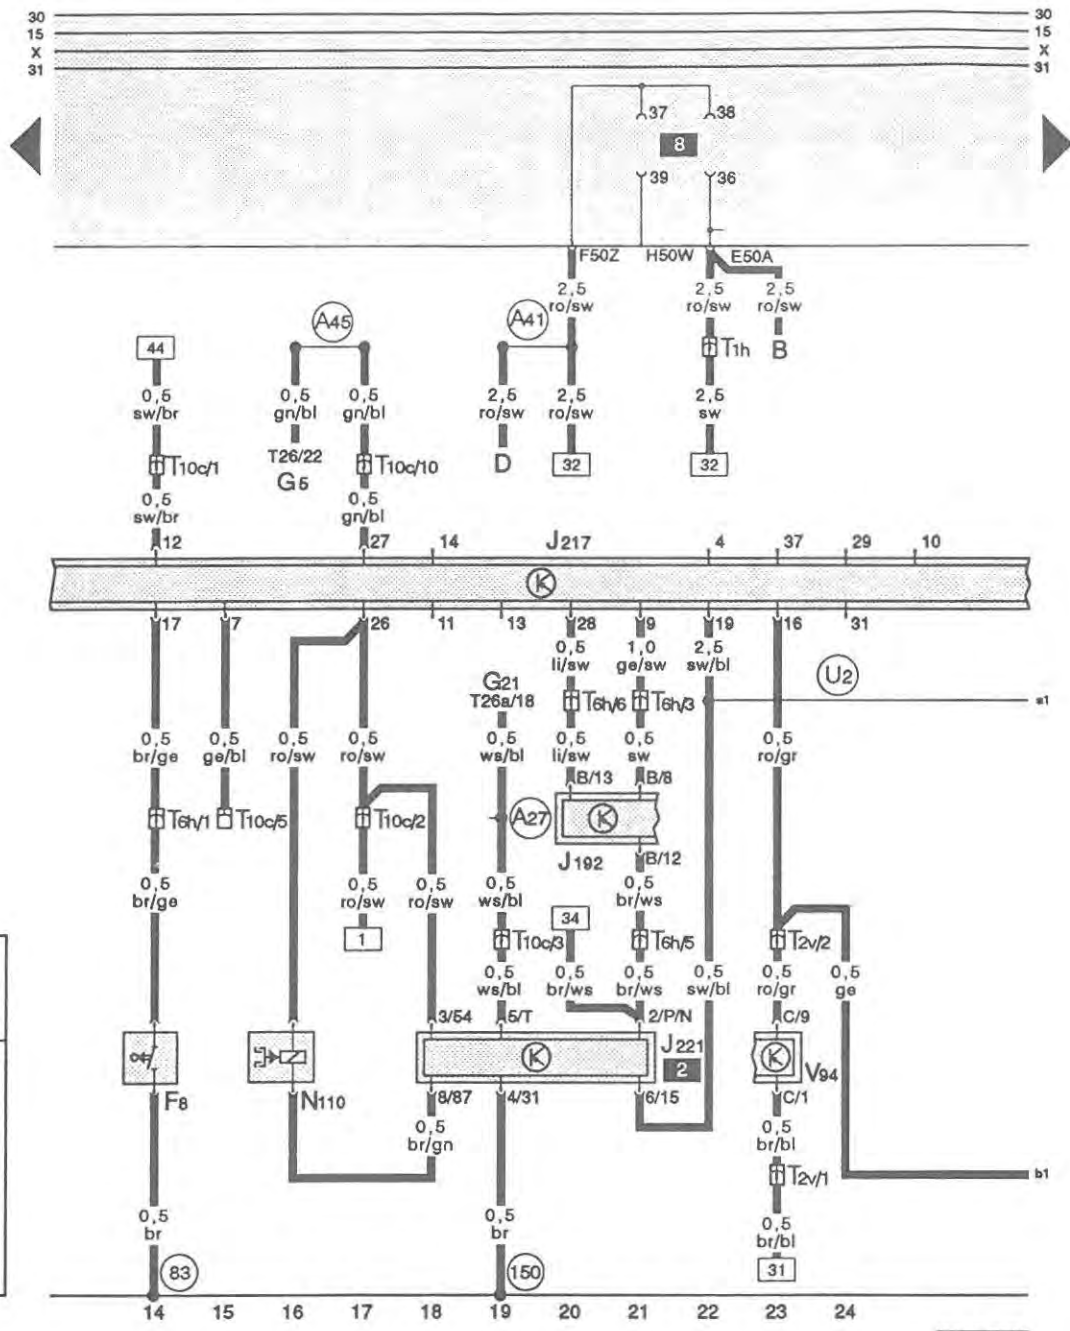 30 30
15 15
X X
31 31
37 38
8
39 36
F50Z H50W E50A
2,5 2,5 2,5
ro/sw ro/sw ro/sw
A45 A41
44 T1h B
0,5 0,5 0,5 2,5 2,5 2,5
sw/br gn/bl gn/bl ro/sw ro/sw sw
T26/22
T10c/1 G5 T10c/10 D 32 32
0,5 0,5
sw/br gn/bl
12 27 14 J217 4 37 29 10
17 7 26 11 13 28 9 19 16 31
0,5 1,0 2,5
li/sw ge/sw sw/bl
G21 U2
T26a/18 T6h/6 T6h/3 a1
0,5 0,5 0,5 0,5 0,5 0,5 0,5 0,5
br/ge ge/bl ro/sw ro/sw ws/bl li/sw sw ro/gr
B/13 B/8
T6h/1 T10c/5 T10c/2 A27
J192 B/12
0,5 0,5 0,5 0,5 0,5
br/ge ro/sw ro/sw ws/bl br/ws
34
1 T10c/3 T6h/5 T2v/2
0,5 0,5 0,5 0,5 0,5 0,5
ws/bl br/ws br/ws sw/bl ro/gr ge
3/54 5/T 2/P/N C/9
J221
2
F8 N110 8/87 4/31 6/15 V94
C/1
0,5 0,5
br/gn br/bl
T2v/1 b1
0,5 0,5 0,5
br br br/bl
83 150 31
14 15 16 17 18 19 20 21 22 23 24